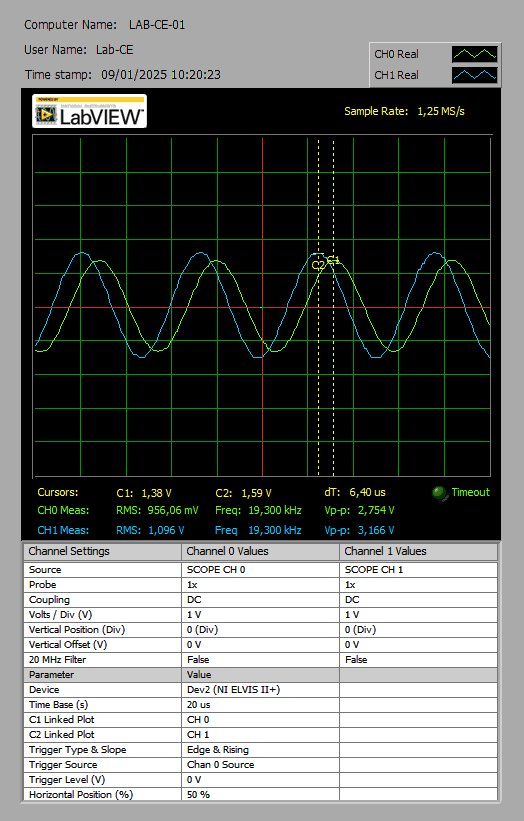 Computer Name: LAB-CE-01
User Name: Lab-CE
Time stamp: 09/01/2025 10:20:23
CH0 Real
CH1 Real
POWERED BY
NATIONAL INSTRUMENTS
LabVIEW™
Sample Rate: 1,25 MS/s
C2 C1
Cursors: C1: 1,38 V C2: 1,59 V dT: 6,40 us Timeout
CH0 Meas: RMS: 956,06 mV Freq: 19,300 kHz Vp-p: 2,754 V
CH1 Meas: RMS: 1,096 V Freq 19,300 kHz Vp-p: 3,166 V
Channel Settings Channel 0 Values Channel 1 Values
Source SCOPE CH 0 SCOPE CH 1
Probe 1x 1x
Coupling DC DC
Volts / Div (V) 1 V 1 V
Vertical Position (Div) 0 (Div) 0 (Div)
Vertical Offset (V) 0 V 0 V
20 MHz Filter False False
Parameter Value
Device Dev2 (NI ELVIS II+)
Time Base (s) 20 us
C1 Linked Plot CH 0
C2 Linked Plot CH 1
Trigger Type & Slope Edge & Rising
Trigger Source Chan 0 Source
Trigger Level (V) 0 V
Horizontal Position (%) 50 %